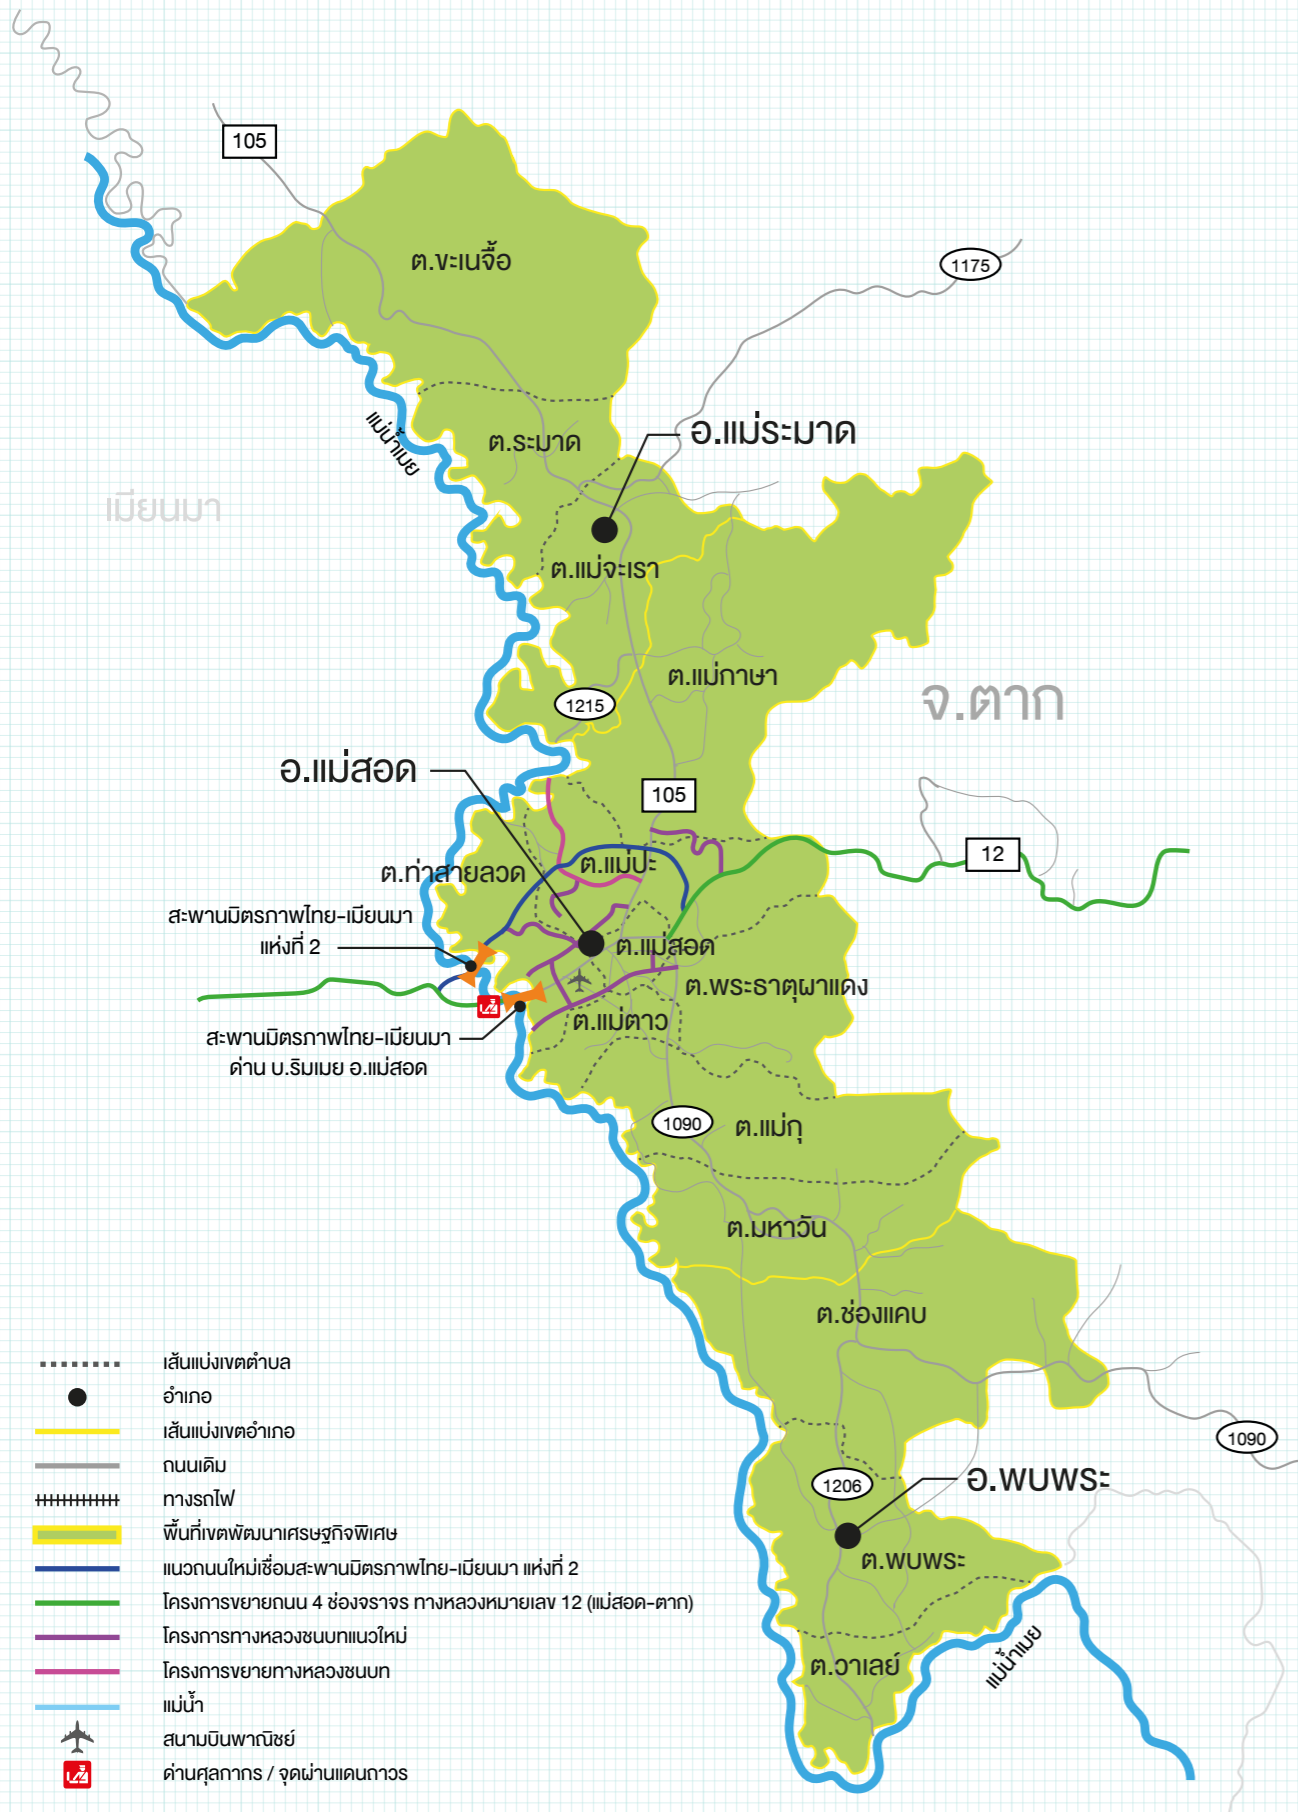 105
ต.ขะเนจื้อ
1175
แม่น้ำเมย
ต.ระมาด
อ.แม่ระมาด
เมียนมา
ต.แม่จะเรา
ต.แม่กาษา
จ.ตาก
1215
อ.แม่สอด
105
12
ต.แม่ปะ
ต.ท่าสายลวด
สะพานมิตรภาพไทย-เมียนมา
แห่งที่ 2
ต.แม่สอด
ต.พระธาตุผาแดง
ต.แม่ตาว
สะพานมิตรภาพไทย-เมียนมา
ด่าน บ.ริมเมย อ.แม่สอด
1090
ต.แม่กุ
ต.มหาวัน
ต.ช่องแคบ
1090
1206
อ.พบพระ
ต.พบพระ
ต.วาเลย์
แม่น้ำเมย
เส้นแบ่งเขตตำบล
อำเภอ
เส้นแบ่งเขตอำเภอ
ถนนเดิม
ทางรถไฟ
พื้นที่เขตพัฒนาเศรษฐกิจพิเศษ
แนวถนนใหม่เชื่อมสะพานมิตรภาพไทย-เมียนมา แห่งที่ 2
โครงการขยายถนน 4 ช่องจราจร ทางหลวงหมายเลข 12 (แม่สอด-ตาก)
โครงการทางหลวงชนบทแนวใหม่
โครงการขยายทางหลวงชนบท
แม่น้ำ
สนามบินพาณิชย์
ด่านศุลกากร / จุดผ่านแดนถาวร